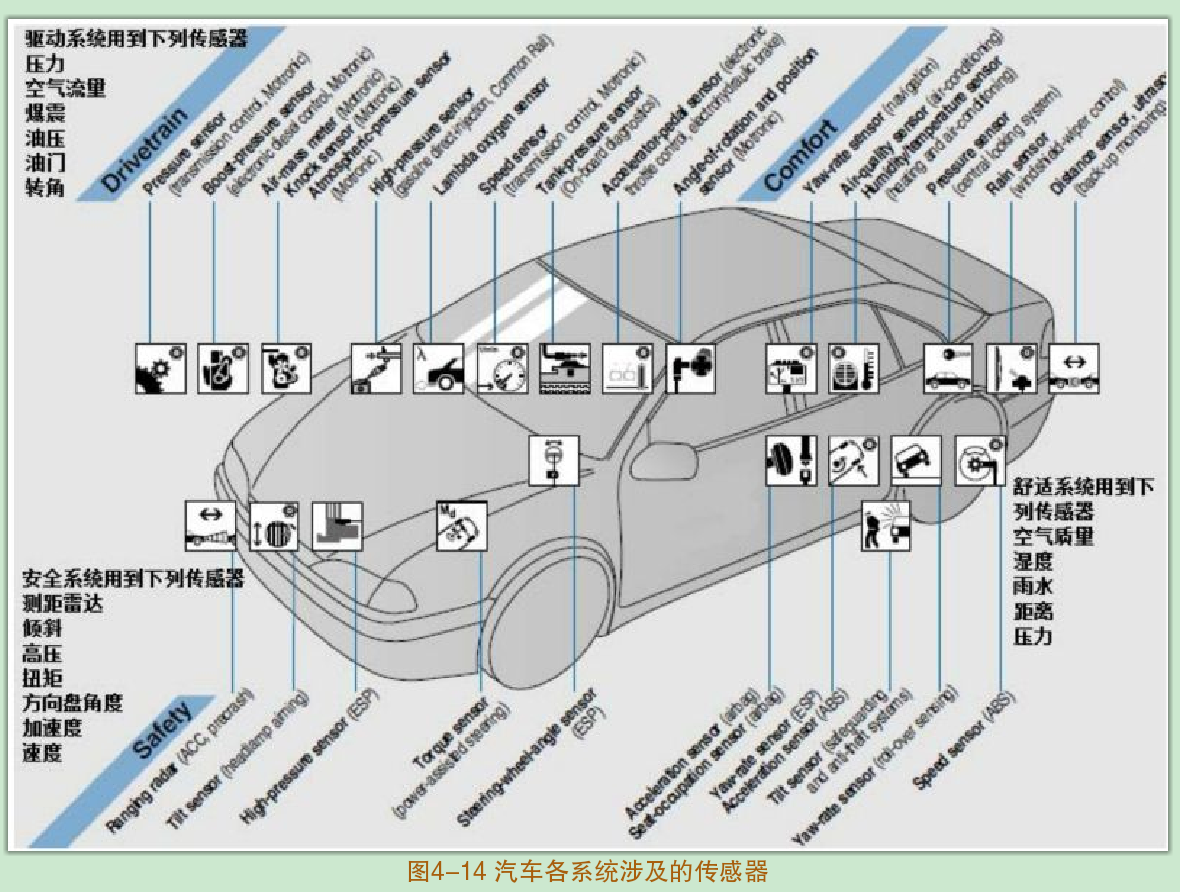 驱动系统用到下列传感器
压力
空气流量
爆震
油压
油门
转角
Drivetrain
Pressure sensor
(transmission control, Motronic)
Boost-pressure sensor
(electronic diesel control, Motronic)
Air-mass meter (Motronic)
Knock sensor (Motronic)
Atmospheric-pressure sensor
(Motronic)
High-pressure sensor
(gasoline direct injection, Common Rail)
Lambda oxygen sensor
Speed sensor
(transmission control, Motronic)
Tank-pressure sensor
(On-board diagnostics)
Accelerator-pedal sensor (electronic
throttle control, electrohydraulic brake)
Angle-of-rotation and position
sensor (Motronic)
Comfort
Yaw-rate sensor (navigation)
Air-quality sensor (air-conditioning)
Humidity/temperature sensor
(heating and air-conditioning)
Pressure sensor
(central locking system)
Rain sensor
(windshield-wiper control)
Distance sensor,
(back-up monitoring
λ
M d
舒适系统用到下
列传感器
空气质量
湿度
雨水
距离
压力
安全系统用到下列传感器
测距雷达
倾斜
高压
扭矩
方向盘角度
加速度
速度
Safety
Ranging radar (ACC, precrash)
Tilt sensor (headlamp aiming)
High-pressure sensor (ESP)
Torque sensor
(power-assisted steering)
Steering-wheel-angle sensor
(ESP)
Acceleration sensor (airbag)
Seat-occupation sensor (airbag)
Yaw-rate sensor (ESP)
Acceleration sensor (ABS)
Tilt sensor (safeguarding
and anti-theft systems)
Yaw-rate sensor (roll-over sensing)
Speed sensor (ABS)
图4-14 汽车各系统涉及的传感器